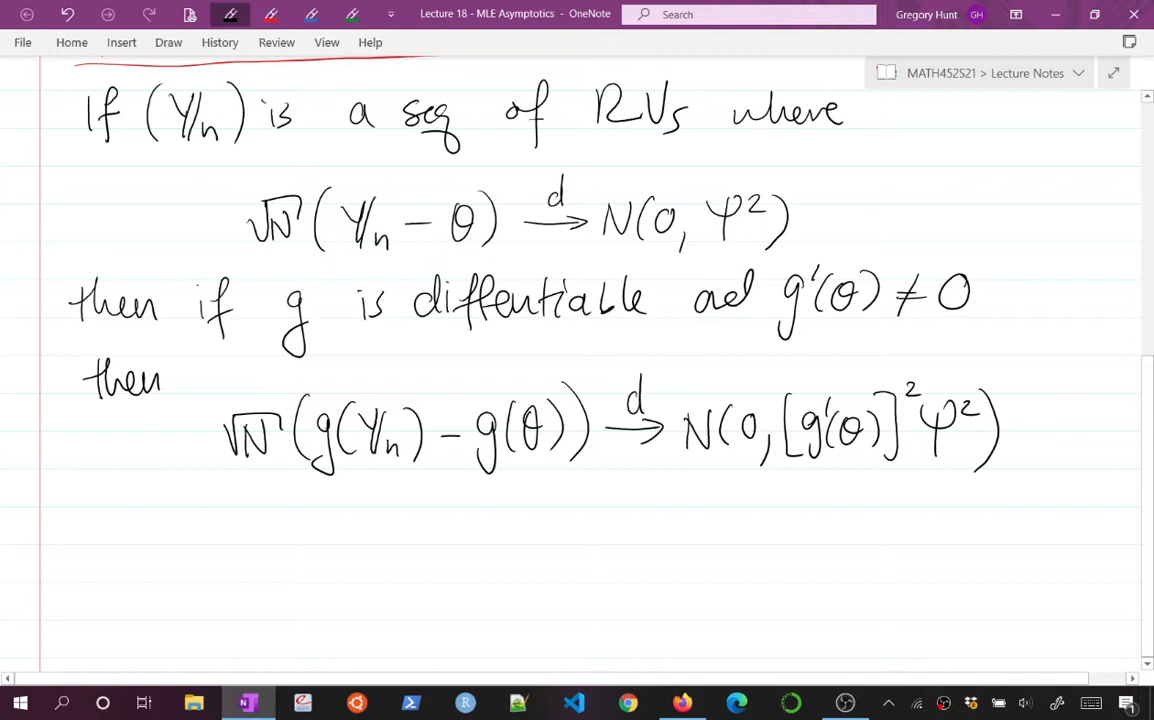 Lecture 18 - MLE Asymptotics - OneNote
Search
Gregory Hunt
GH
File Home Insert Draw History Review View Help
MATH452S21 > Lecture Notes
If (Yn) is a seq of RVs where
√N (Yn − θ) →d N(0, Ψ²)
then if g is diffentiable and g'(θ) ≠ 0
then
√N (g(Yn) − g(θ)) →d N(0, [g'(θ)]² Ψ²)